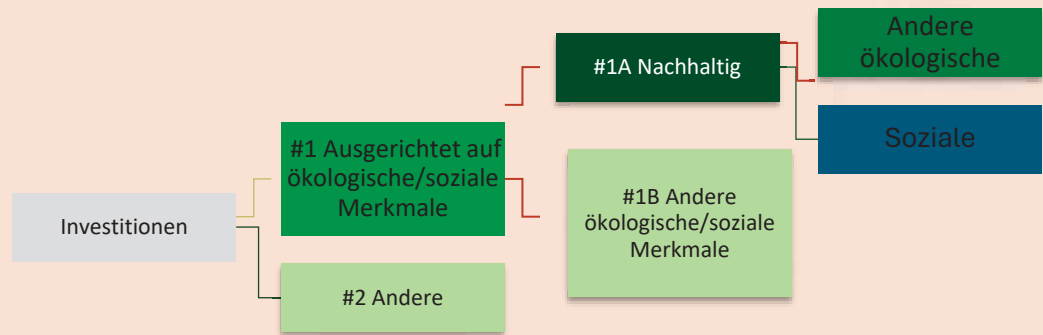 Investitionen
#1 Ausgerichtet auf
ökologische/soziale
Merkmale
#2 Andere
#1A Nachhaltig
#1B Andere
ökologische/soziale
Merkmale
Andere
ökologische
Soziale